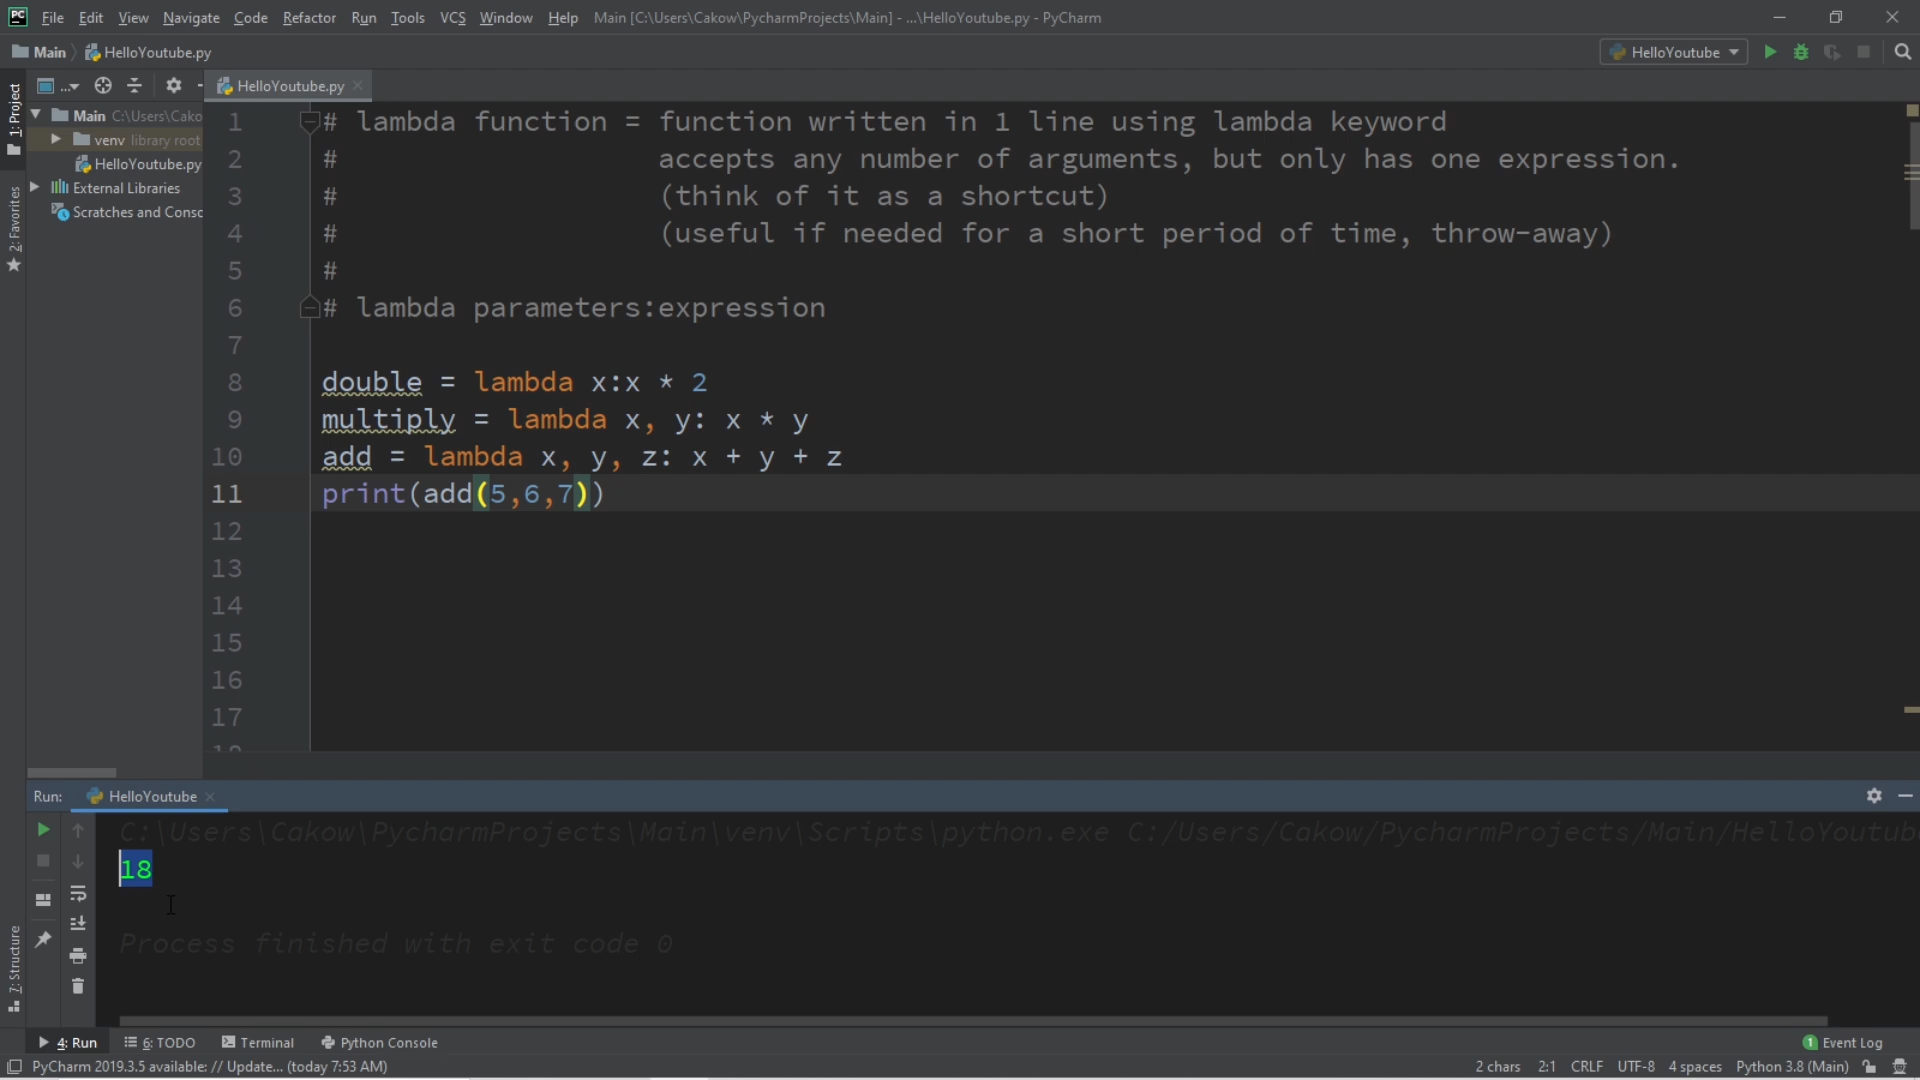 PC File Edit View Navigate Code Refactor Run Tools VCS Window Help Main [C:\Users\Cakow\PycharmProjects\Main] - ...\HelloYoutube.py - PyCharm
Main HelloYoutube.py HelloYoutube
1: Project
2: Favorites
7: Structure
... HelloYoutube.py
Main C:\Users\Cako
venv library root
HelloYoutube.py
External Libraries
Scratches and Consc
1 # lambda function = function written in 1 line using lambda keyword
2 # accepts any number of arguments, but only has one expression.
3 # (think of it as a shortcut)
4 # (useful if needed for a short period of time, throw-away)
5 #
6 # lambda parameters:expression
7
8 double = lambda x:x * 2
9 multiply = lambda x, y: x * y
10 add = lambda x, y, z: x + y + z
11 print(add(5,6,7))
12
13
14
15
16
17
18
Run: HelloYoutube
C:\Users\Cakow\PycharmProjects\Main\venv\Scripts\python.exe C:/Users/Cakow/PycharmProjects/Main/HelloYoutub
18
Process finished with exit code 0
4: Run 6: TODO Terminal Python Console 1 Event Log
PyCharm 2019.3.5 available: // Update... (today 7:53 AM) 2 chars 2:1 CRLF UTF-8 4 spaces Python 3.8 (Main)